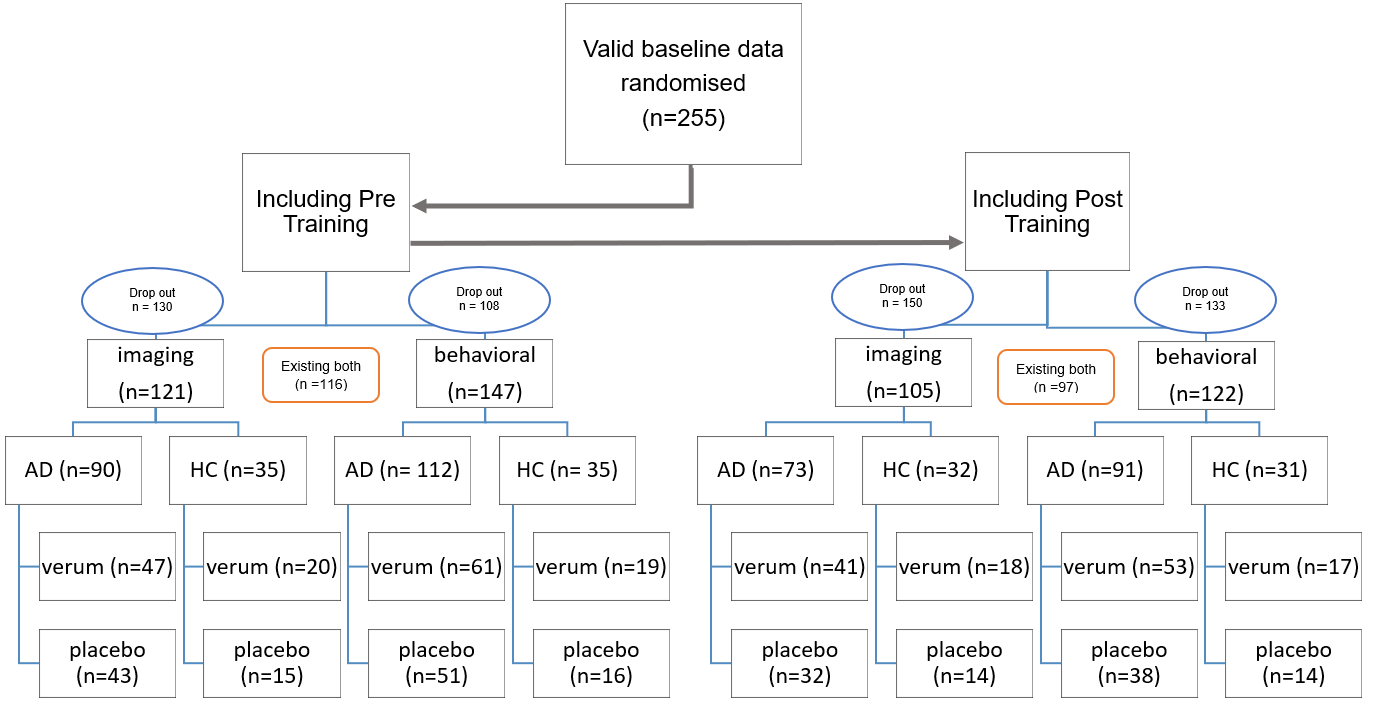 Valid baseline data
randomised
(n=255)
Including Pre
Training
Including Post
Training
Drop out
n = 130
Drop out
n = 108
Drop out
n = 150
Drop out
n = 133
imaging
(n=121)
Existing both
(n =116)
behavioral
(n=147)
imaging
(n=105)
Existing both
(n =97)
behavioral
(n=122)
AD (n=90)
HC (n=35)
AD (n= 112)
HC (n= 35)
AD (n=73)
HC (n=32)
AD (n=91)
HC (n=31)
verum (n=47)
verum (n=20)
verum (n=61)
verum (n=19)
verum (n=41)
verum (n=18)
verum (n=53)
verum (n=17)
placebo
(n=43)
placebo
(n=15)
placebo
(n=51)
placebo
(n=16)
placebo
(n=32)
placebo
(n=14)
placebo
(n=38)
placebo
(n=14)